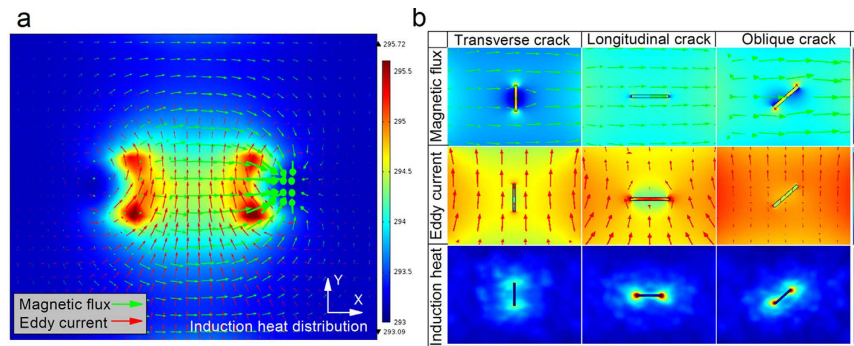 a
295.72
295.5
295
294.5
294
293.5
293
293.09
Magnetic flux
Eddy current
Y
X
Induction heat distribution
b
Transverse crack
Longitudinal crack
Oblique crack
Magnetic flux
Eddy current
Induction heat